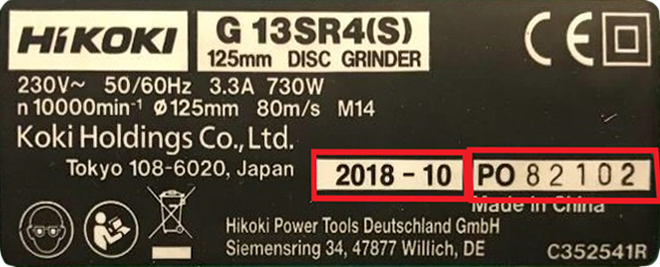 HiKOKI
G 13SR4(S)
125mm DISC GRINDER
230V~ 50/60Hz 3.3A 730W
n 10000min-¹ ø125mm 80m/s M14
Koki Holdings Co., Ltd.
Tokyo 108-6020, Japan
2018 - 10
PO 82102
Made in China
Hikoki Power Tools Deutschland GmbH
Siemensring 34, 47877 Willich, DE
C352541R
CE